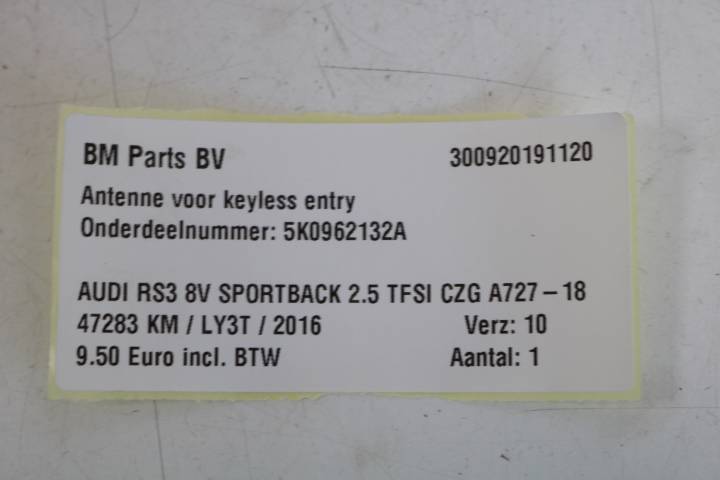 BM Parts BV 300920191120
Antenne voor keyless entry
Onderdeelnummer: 5K0962132A
AUDI RS3 8V SPORTBACK 2.5 TFSI CZG A727 – 18
47283 KM / LY3T / 2016 Verz: 10
9.50 Euro incl. BTW Aantal: 1